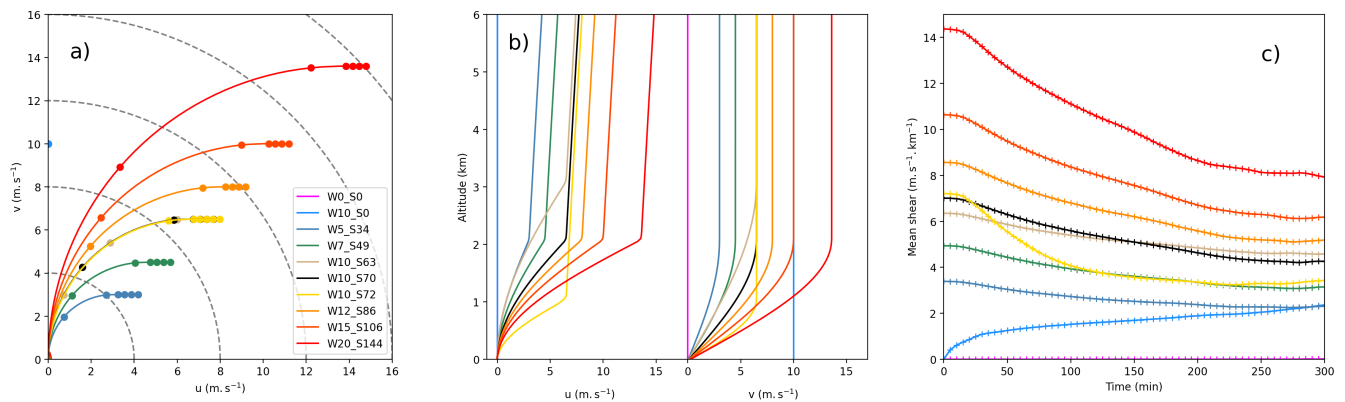 a)
16
14
12
10
8
6
4
2
0
v (m. s⁻¹)
0 2 4 6 8 10 12 14 16
u (m. s⁻¹)
W0_S0
W10_S0
W5_S34
W7_S49
W10_S63
W10_S70
W10_S72
W12_S86
W15_S106
W20_S144
b)
6
5
4
3
2
1
0
Altitude (km)
0 5 10 15 0 5 10 15
u (m. s⁻¹) v (m. s⁻¹)
c)
14
12
10
8
6
4
2
0
Mean shear (m. s⁻¹. km⁻¹)
50 100 150 200 250 300
Time (min)